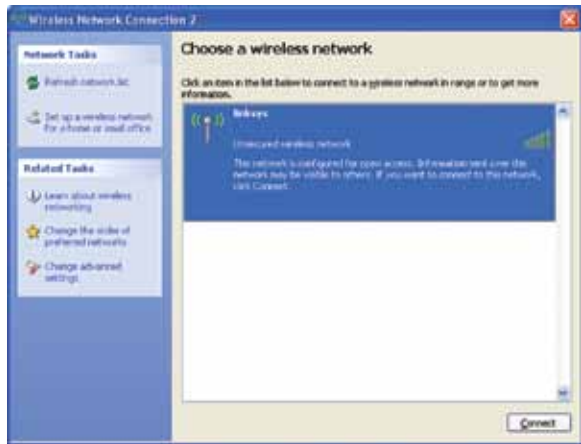 Wireless Network Connection 2
Network Tasks
Refresh network list
Set up a wireless network
for a home or small office
Related Tasks
Learn about wireless
networking
Change the order of
preferred networks
Change advanced
settings
Choose a wireless network
Click an item in the list below to connect to a wireless network in range or to get more
information.
linksys
Unsecured wireless network
This network is configured for open access. Information sent over this
network may be visible to others. If you want to connect to this network,
click Connect.
Connect